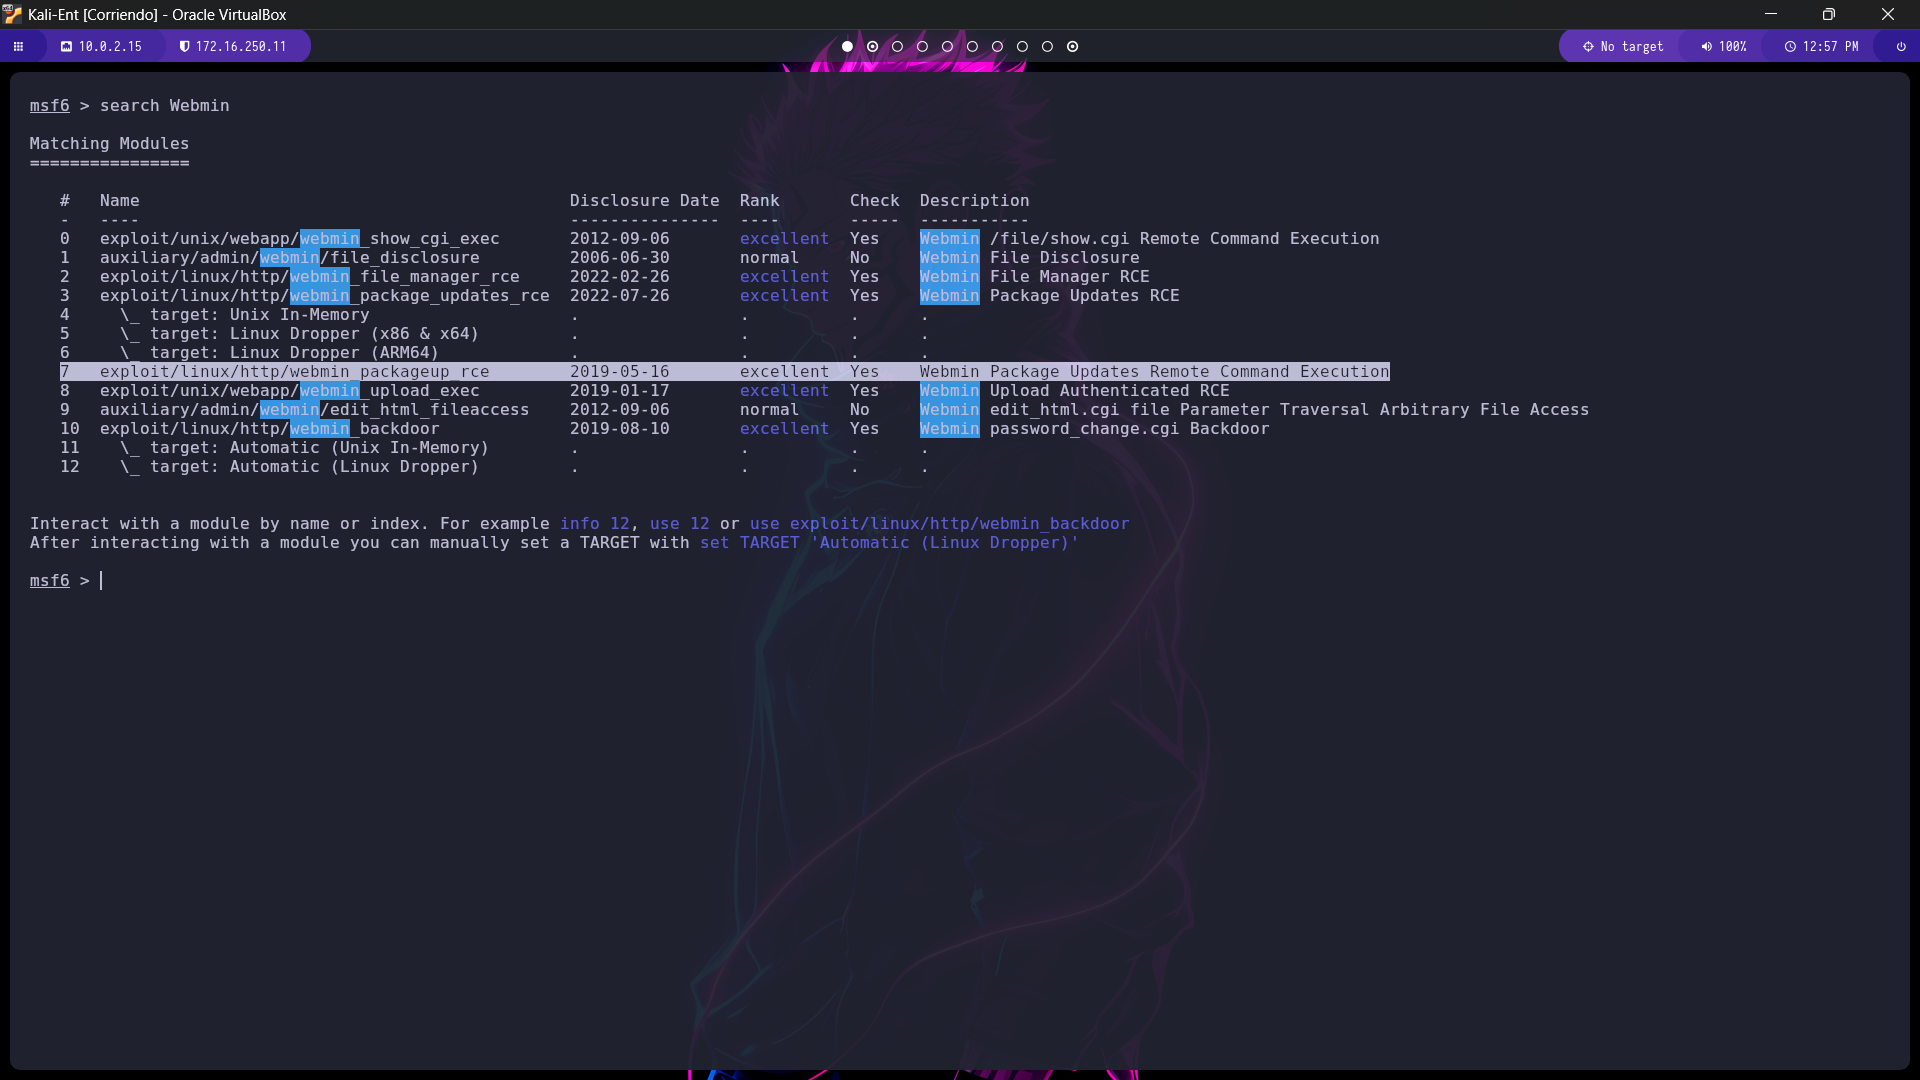 Kali-Ent [Corriendo] - Oracle VirtualBox
10.0.2.15 172.16.250.11 No target 100% 12:57 PM
msf6 > search Webmin
Matching Modules
================
#   Name   Disclosure Date   Rank   Check   Description
-   ----   ---------------   ----   -----   -----------
0   exploit/unix/webapp/webmin_show_cgi_exec   2012-09-06   excellent   Yes   Webmin /file/show.cgi Remote Command Execution
1   auxiliary/admin/webmin/file_disclosure   2006-06-30   normal   No   Webmin File Disclosure
2   exploit/linux/http/webmin_file_manager_rce   2022-02-26   excellent   Yes   Webmin File Manager RCE
3   exploit/linux/http/webmin_package_updates_rce   2022-07-26   excellent   Yes   Webmin Package Updates RCE
4   \_ target: Unix In-Memory   .   .   .   .
5   \_ target: Linux Dropper (x86 & x64)   .   .   .   .
6   \_ target: Linux Dropper (ARM64)   .   .   .   .
7   exploit/linux/http/webmin_packageup_rce   2019-05-16   excellent   Yes   Webmin Package Updates Remote Command Execution
8   exploit/unix/webapp/webmin_upload_exec   2019-01-17   excellent   Yes   Webmin Upload Authenticated RCE
9   auxiliary/admin/webmin/edit_html_fileaccess   2012-09-06   normal   No   Webmin edit_html.cgi file Parameter Traversal Arbitrary File Access
10   exploit/linux/http/webmin_backdoor   2019-08-10   excellent   Yes   Webmin password_change.cgi Backdoor
11   \_ target: Automatic (Unix In-Memory)   .   .   .   .
12   \_ target: Automatic (Linux Dropper)   .   .   .   .
Interact with a module by name or index. For example info 12, use 12 or use exploit/linux/http/webmin_backdoor
After interacting with a module you can manually set a TARGET with set TARGET 'Automatic (Linux Dropper)'
msf6 >